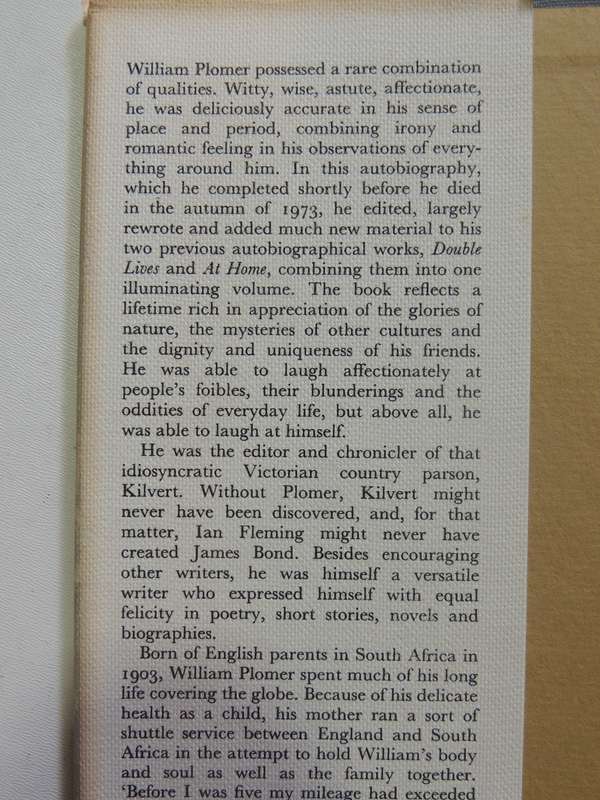 William Plomer possessed a rare combination
of qualities. Witty, wise, astute, affectionate,
he was deliciously accurate in his sense of
place and period, combining irony and
romantic feeling in his observations of every-
thing around him. In this autobiography,
which he completed shortly before he died
in the autumn of 1973, he edited, largely
rewrote and added much new material to his
two previous autobiographical works, Double
Lives and At Home, combining them into one
illuminating volume. The book reflects a
lifetime rich in appreciation of the glories of
nature, the mysteries of other cultures and
the dignity and uniqueness of his friends.
He was able to laugh affectionately at
people's foibles, their blunderings and the
oddities of everyday life, but above all, he
was able to laugh at himself.
He was the editor and chronicler of that
idiosyncratic Victorian country parson,
Kilvert. Without Plomer, Kilvert might
never have been discovered, and, for that
matter, Ian Fleming might never have
created James Bond. Besides encouraging
other writers, he was himself a versatile
writer who expressed himself with equal
felicity in poetry, short stories, novels and
biographies.
Born of English parents in South Africa in
1903, William Plomer spent much of his long
life covering the globe. Because of his delicate
health as a child, his mother ran a sort of
shuttle service between England and South
Africa in the attempt to hold William's body
and soul as well as the family together.
'Before I was five my mileage had exceeded